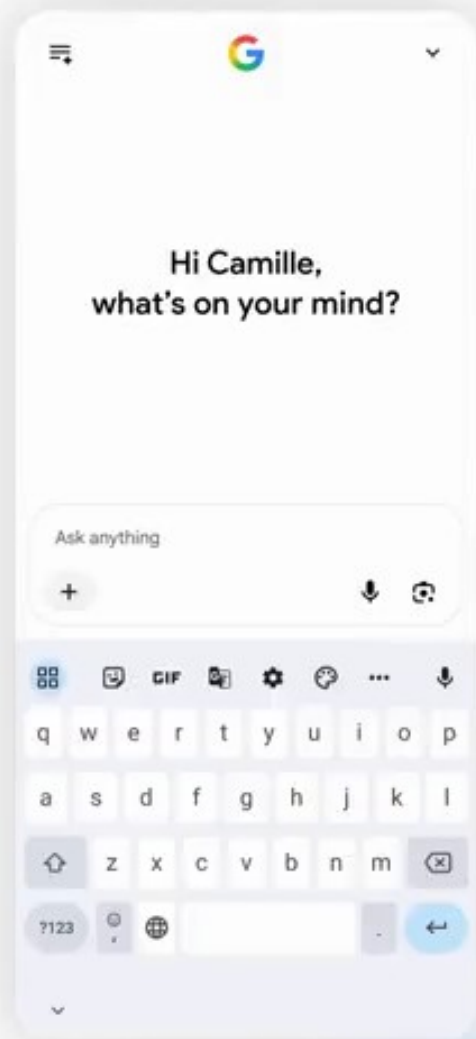 Hi Camille,
what's on your mind?
Ask anything
GIF
q w e r t y u i o p
a s d f g h j k l
z x c v b n m
?123 , .